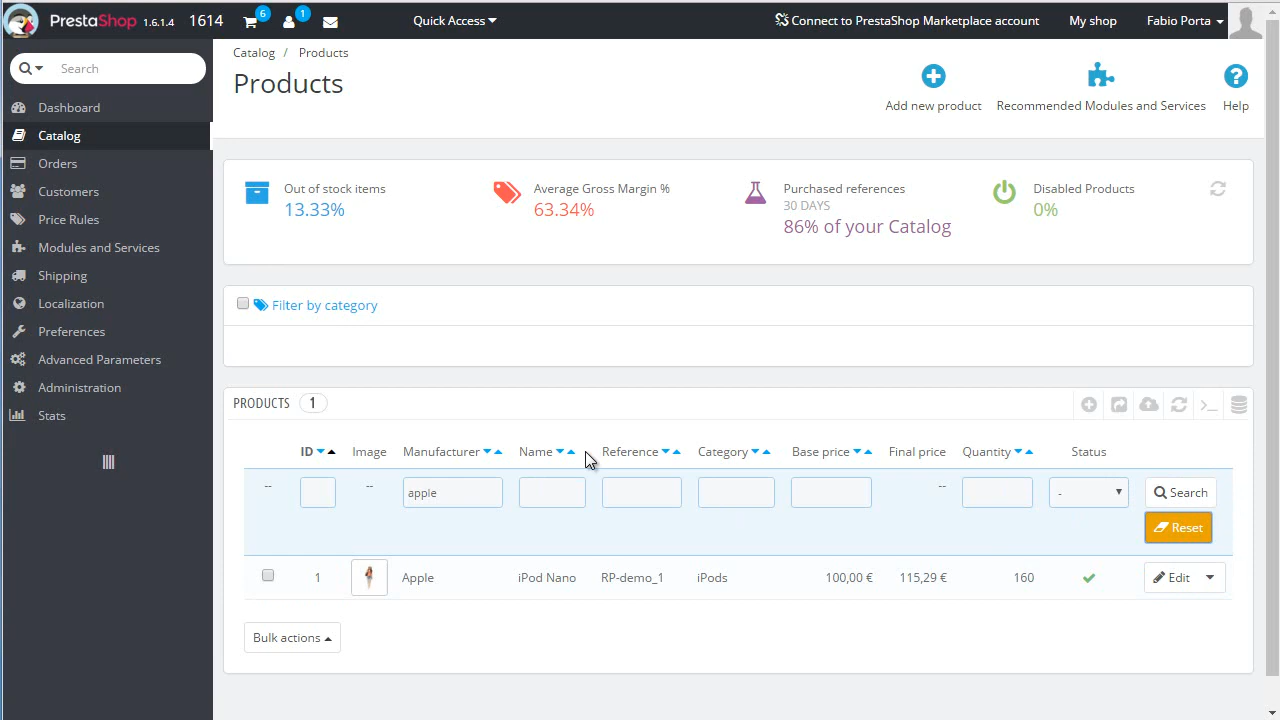 PrestaShop 1.6.1.4 1614 6 1 Quick Access Connect to PrestaShop Marketplace account My shop Fabio Porta
Search
Dashboard
Catalog
Orders
Customers
Price Rules
Modules and Services
Shipping
Localization
Preferences
Advanced Parameters
Administration
Stats
Catalog / Products
Products
Add new product Recommended Modules and Services Help
Out of stock items
13.33%
Average Gross Margin %
63.34%
Purchased references
30 DAYS
86% of your Catalog
Disabled Products
0%
Filter by category
PRODUCTS 1
ID Image Manufacturer Name Reference Category Base price Final price Quantity Status
-- -- apple -- - Search
Reset
1 Apple iPod Nano RP-demo_1 iPods 100,00 € 115,29 € 160 Edit
Bulk actions